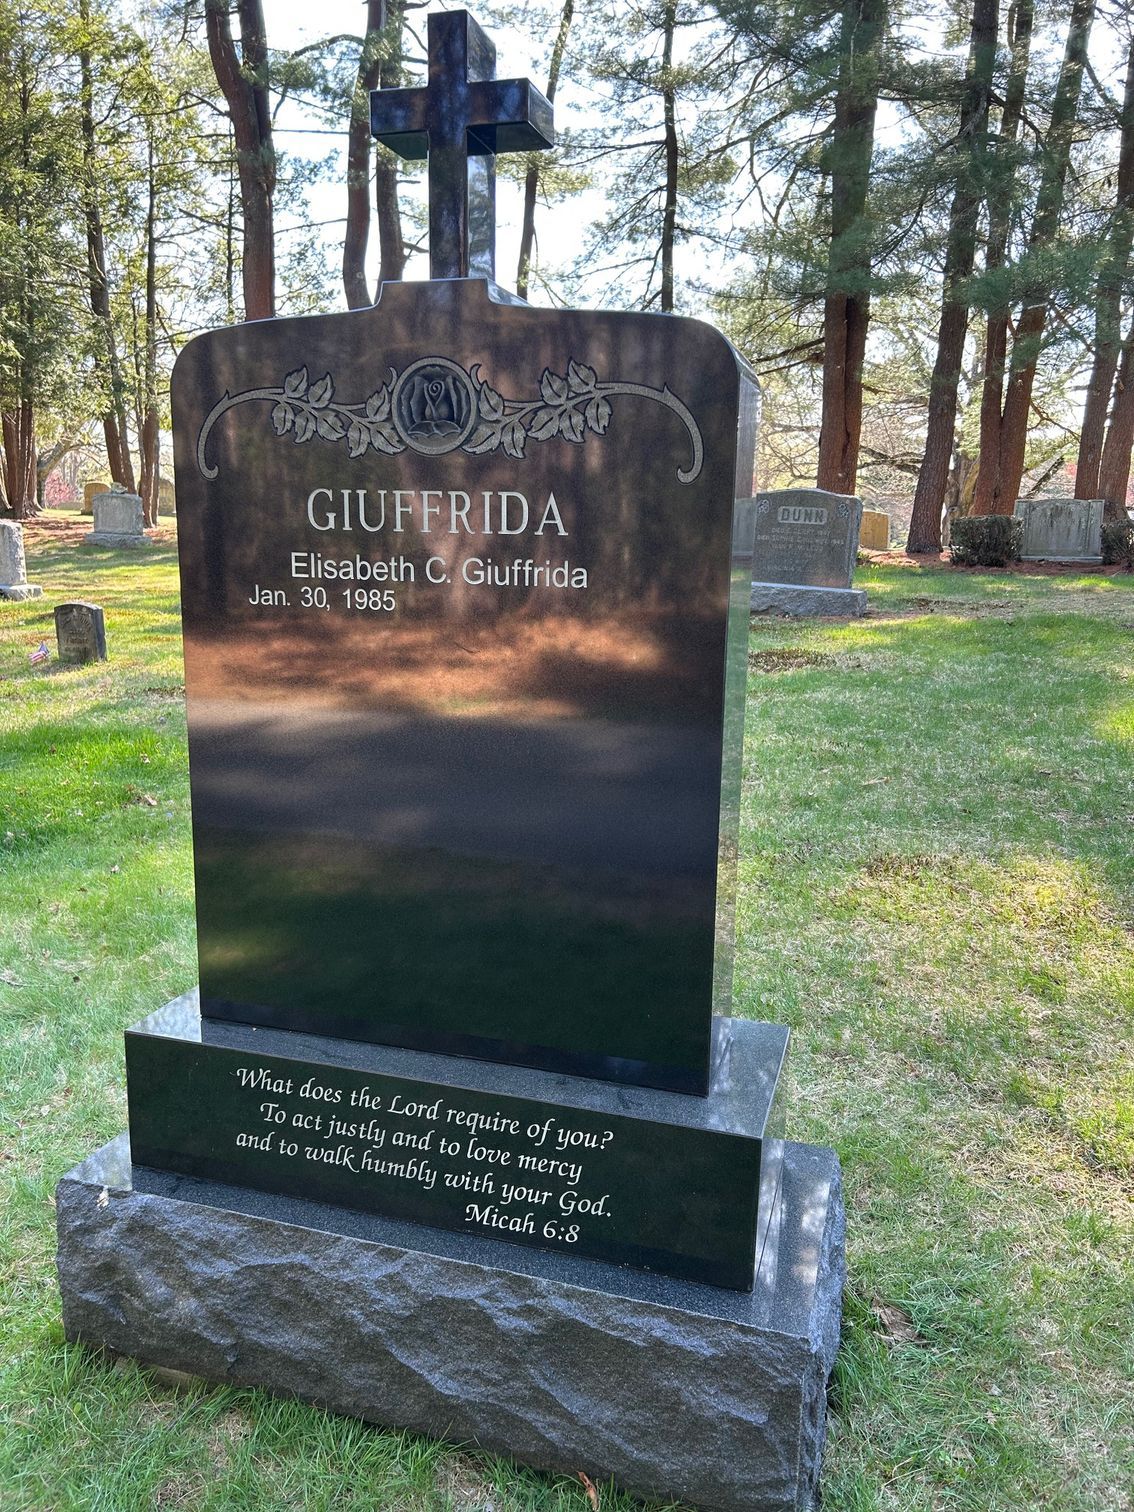 GIUFFRIDA
Elisabeth C. Giuffrida
Jan. 30, 1985
What does the Lord require of you?
To act justly and to love mercy
and to walk humbly with your God.
Micah 6:8
DUNN